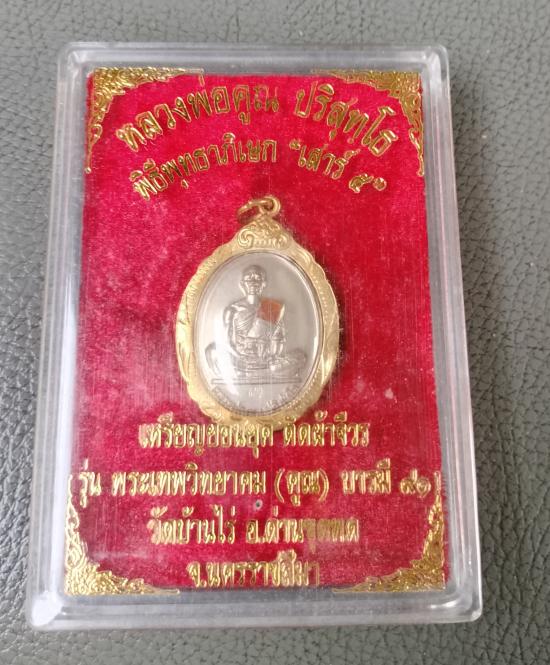 หลวงพ่อคูณ ปริสุทฺโธ
พิธีพุทธาภิเษก "เสาร์ ๕"
เหรียญย้อนยุค ตัดผ้าจีวร
(รุ่น พระเทพวิทยาคม (คูณ) บารมี ๙๑)
วัดบ้านไร่ อ.ด่านขุนทด
จ.นครราชสีมา